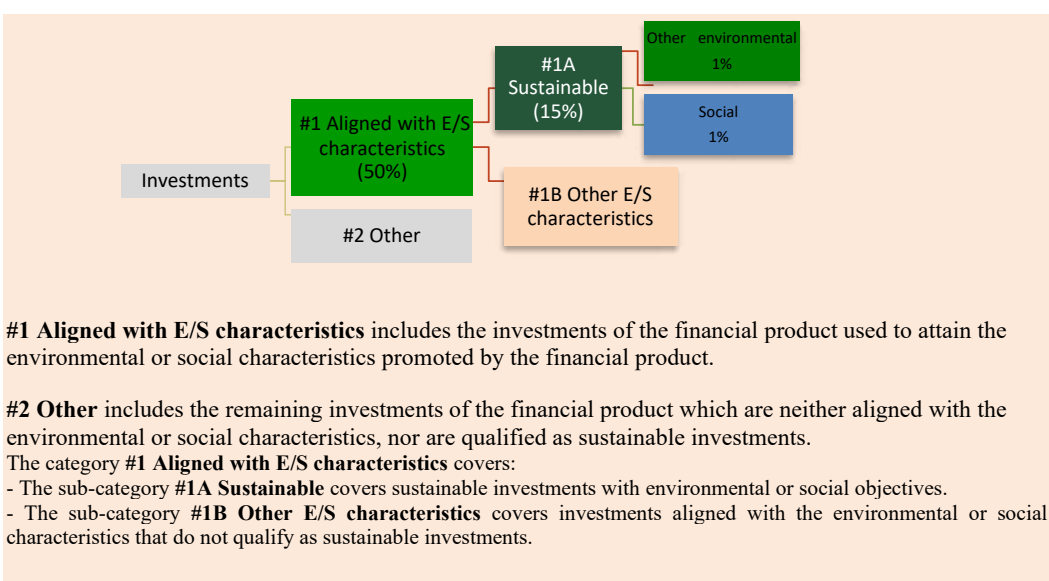 Other environmental
1%
#1A
Sustainable
(15%)
Social
1%
#1 Aligned with E/S
characteristics
(50%)
Investments
#1B Other E/S
characteristics
#2 Other
#1 Aligned with E/S characteristics includes the investments of the financial product used to attain the
environmental or social characteristics promoted by the financial product.
#2 Other includes the remaining investments of the financial product which are neither aligned with the
environmental or social characteristics, nor are qualified as sustainable investments.
The category #1 Aligned with E/S characteristics covers:
- The sub-category #1A Sustainable covers sustainable investments with environmental or social objectives.
- The sub-category #1B Other E/S characteristics covers investments aligned with the environmental or social
characteristics that do not qualify as sustainable investments.